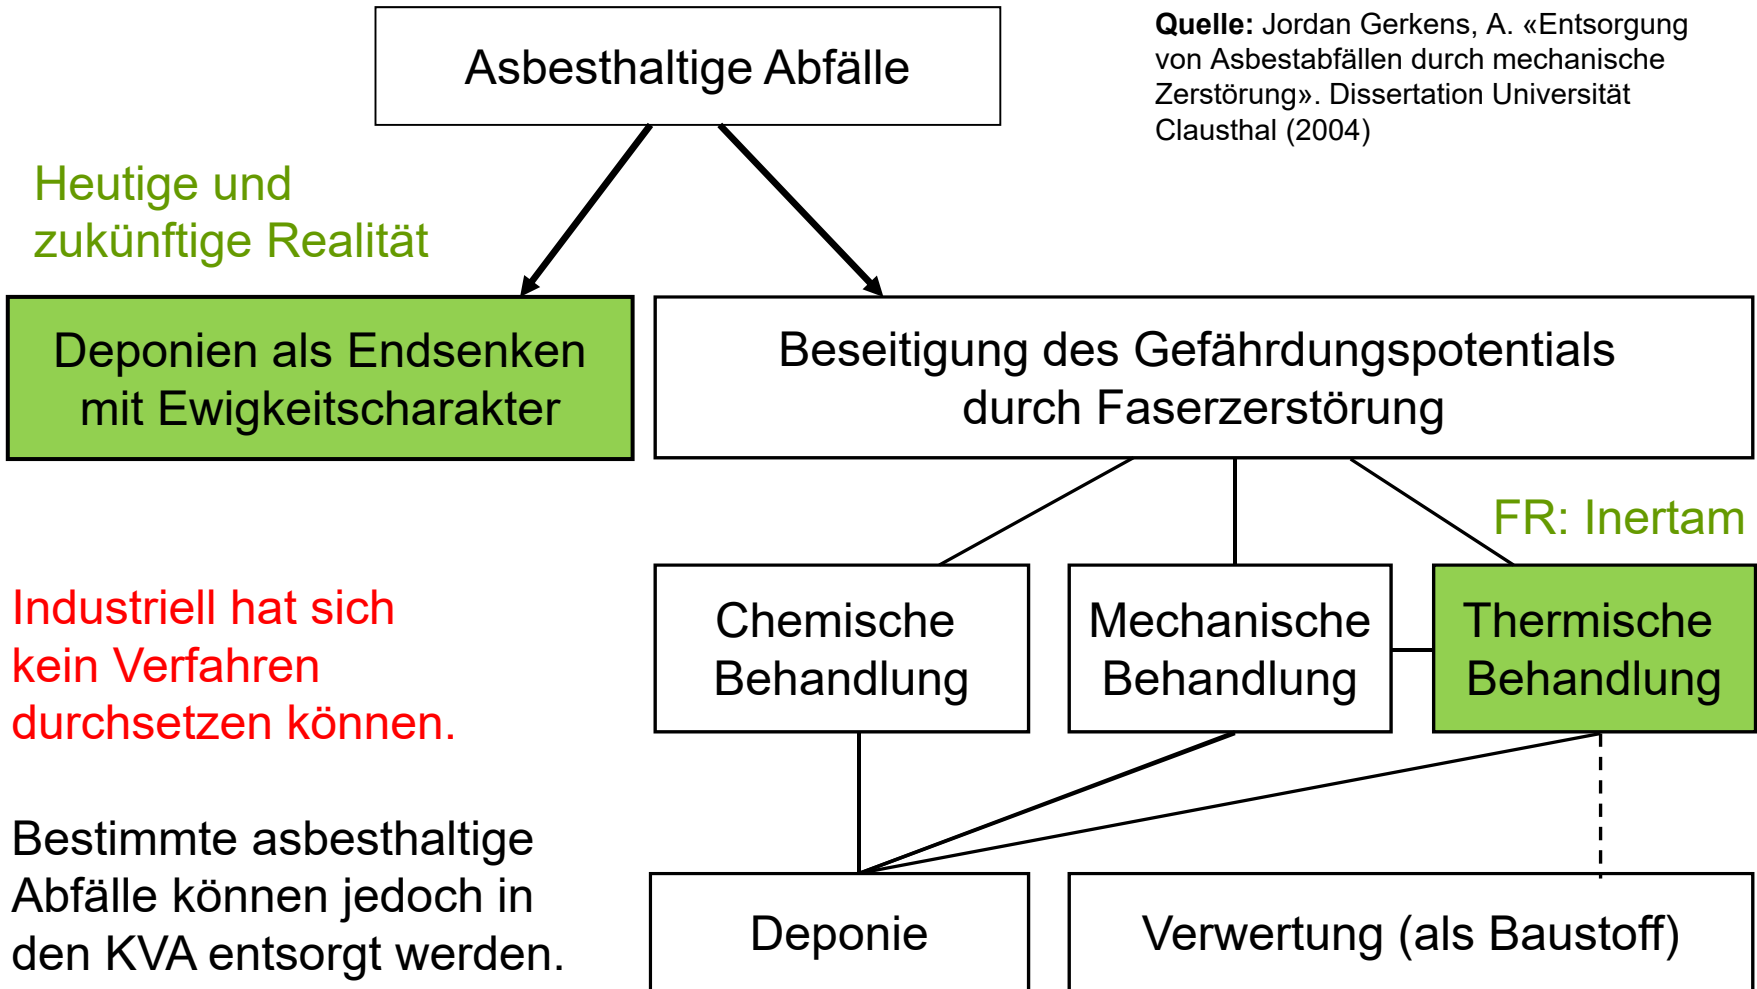 Asbesthaltige Abfälle
Quelle: Jordan Gerkens, A. «Entsorgung
von Asbestabfällen durch mechanische
Zerstörung». Dissertation Universität
Clausthal (2004)
Heutige und
zukünftige Realität
Deponien als Endsenken
mit Ewigkeitscharakter
Beseitigung des Gefährdungspotentials
durch Faserzerstörung
FR: Inertam
Industriell hat sich
kein Verfahren
durchsetzen können.
Chemische
Behandlung
Mechanische
Behandlung
Thermische
Behandlung
Bestimmte asbesthaltige
Abfälle können jedoch in
den KVA entsorgt werden.
Deponie
Verwertung (als Baustoff)